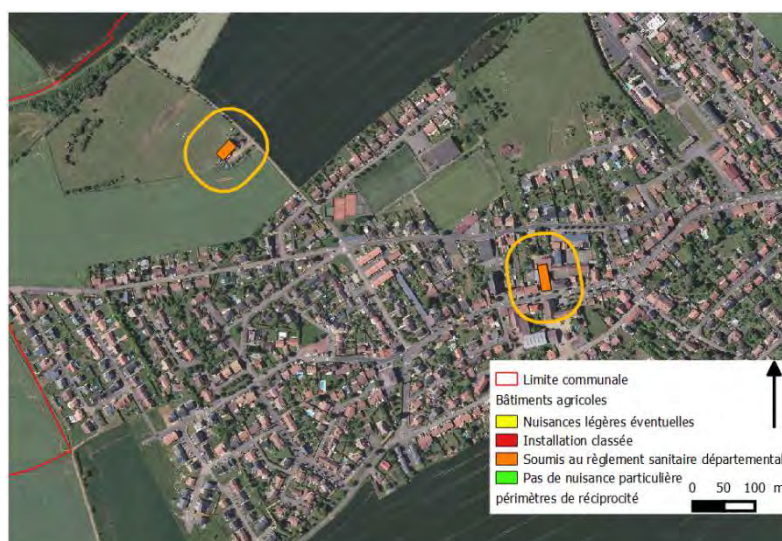 Limite communale
Bâtiments agricoles
Nuisances légères éventuelles
Installation classée
Soumis au règlement sanitaire départemental
Pas de nuisance particulière
périmètres de réciprocité
0 50 100 m